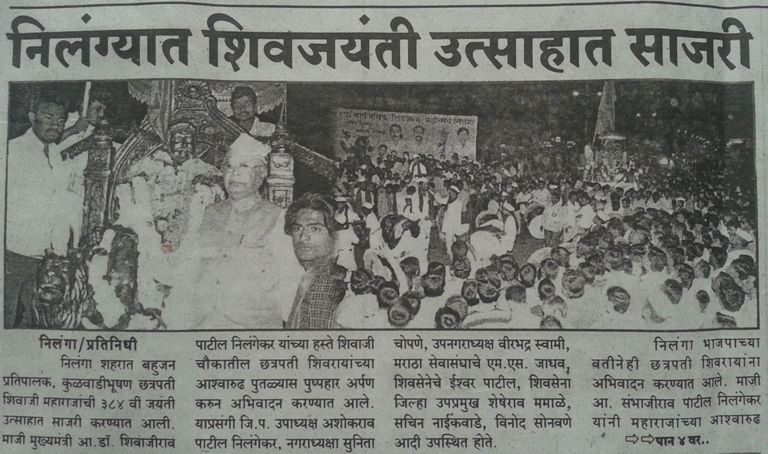 निलंग्यात शिवजयंती उत्साहात साजरी
निलंगा/प्रतिनिधी
निलंगा शहरात बहुजन
प्रतिपालक, कुळवाडीभूषण छत्रपती
शिवाजी महाराजांची ३८४ वी जयंती
उत्साहात साजरी करण्यात आली.
माजी मुख्यमंत्री आ.डॉ. शिवाजीराव
पाटील निलंगेकर यांच्या हस्ते शिवाजी
चौकातील छत्रपती शिवरायांच्या
आश्वारुढ पुतळ्यास पुष्पहार अर्पण
करुन अभिवादन करण्यात आले.
याप्रसंगी जि.प. उपाध्यक्ष अशोकराव
पाटील निलंगेकर, नगराध्यक्षा सुनिता
चोपणे, उपनगराध्यक्ष वीरभद्र स्वामी,
मराठा सेवासंघाचे एम.एस. जाधव,
शिवसेनेचे ईश्वर पाटील, शिवसेना
जिल्हा उपप्रमुख शेषेराव ममाळे,
सचिन नाईकवाडे, विनोद सोनवणे
आदी उपस्थित होते.
निलंगा भाजपाच्या
वतीनेही छत्रपती शिवरायांना
अभिवादन करण्यात आले. माजी
आ. संभाजीराव पाटील निलंगेकर
यांनी महाराजांच्या आश्वारुढ
⇨⇨पान ४ वर..